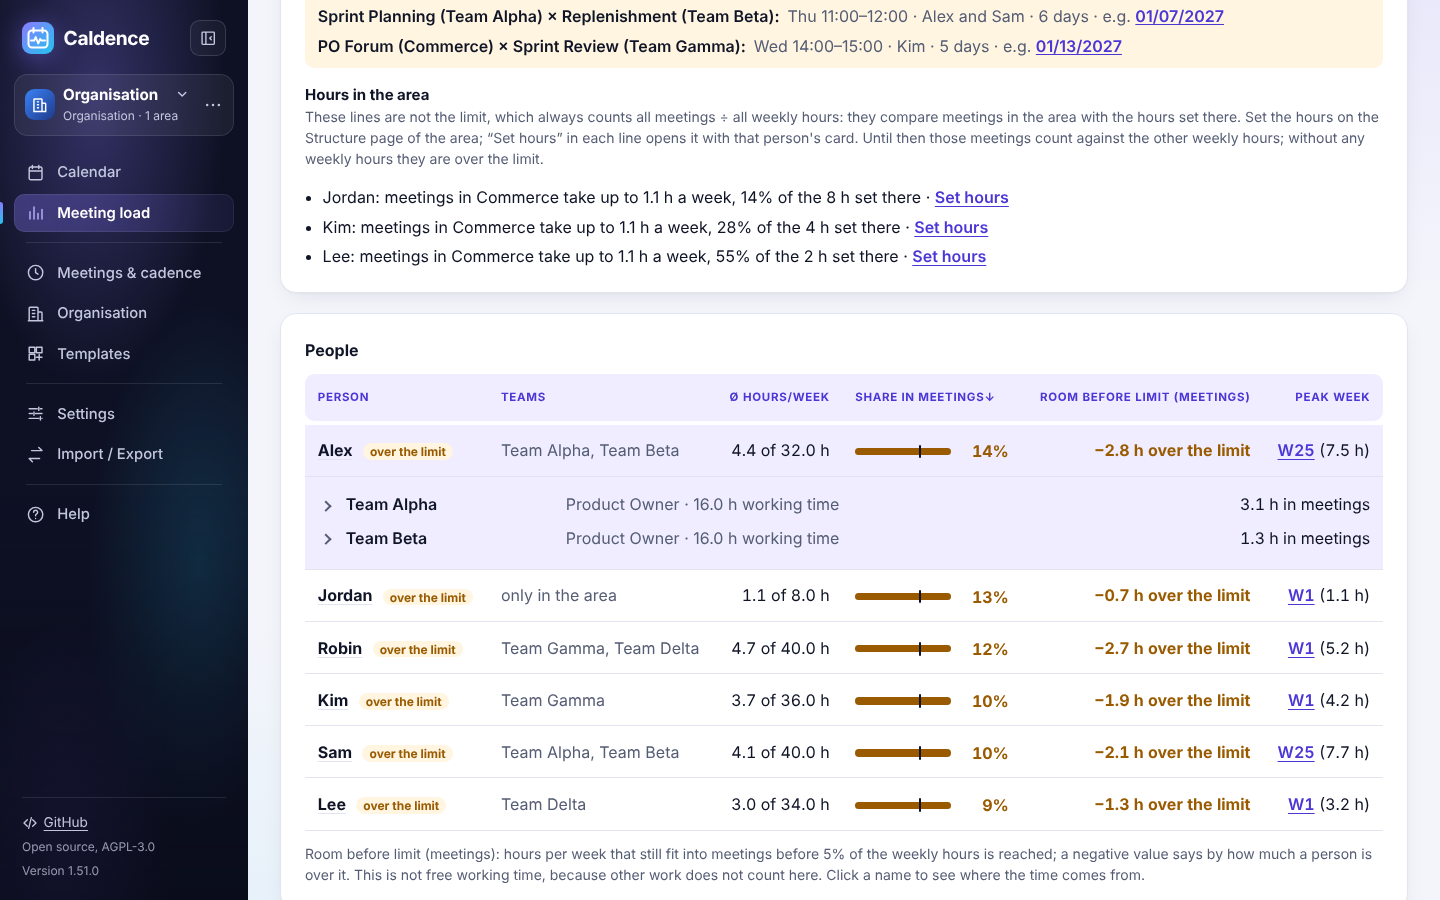 Caldence
Organisation
Organisation · 1 area
Calendar
Meeting load
Meetings & cadence
Organisation
Templates
Settings
Import / Export
Help
GitHub
Open source, AGPL-3.0
Version 1.51.0
Sprint Planning (Team Alpha) × Replenishment (Team Beta): Thu 11:00–12:00 · Alex and Sam · 6 days · e.g. 01/07/2027
PO Forum (Commerce) × Sprint Review (Team Gamma): Wed 14:00–15:00 · Kim · 5 days · e.g. 01/13/2027
Hours in the area
These lines are not the limit, which always counts all meetings ÷ all weekly hours: they compare meetings in the area with the hours set there. Set the hours on the
Structure page of the area; “Set hours” in each line opens it with that person's card. Until then those meetings count against the other weekly hours; without any
weekly hours they are over the limit.
• Jordan: meetings in Commerce take up to 1.1 h a week, 14% of the 8 h set there · Set hours
• Kim: meetings in Commerce take up to 1.1 h a week, 28% of the 4 h set there · Set hours
• Lee: meetings in Commerce take up to 1.1 h a week, 55% of the 2 h set there · Set hours
People
PERSON TEAMS Ø HOURS/WEEK SHARE IN MEETINGS↓ ROOM BEFORE LIMIT (MEETINGS) PEAK WEEK
Alex over the limit Team Alpha, Team Beta 4.4 of 32.0 h 14% −2.8 h over the limit W25 (7.5 h)
Team Alpha Product Owner · 16.0 h working time 3.1 h in meetings
Team Beta Product Owner · 16.0 h working time 1.3 h in meetings
Jordan over the limit only in the area 1.1 of 8.0 h 13% −0.7 h over the limit W1 (1.1 h)
Robin over the limit Team Gamma, Team Delta 4.7 of 40.0 h 12% −2.7 h over the limit W1 (5.2 h)
Kim over the limit Team Gamma 3.7 of 36.0 h 10% −1.9 h over the limit W1 (4.2 h)
Sam over the limit Team Alpha, Team Beta 4.1 of 40.0 h 10% −2.1 h over the limit W25 (7.7 h)
Lee over the limit Team Delta 3.0 of 34.0 h 9% −1.3 h over the limit W1 (3.2 h)
Room before limit (meetings): hours per week that still fit into meetings before 5% of the weekly hours is reached; a negative value says by how much a person is
over it. This is not free working time, because other work does not count here. Click a name to see where the time comes from.